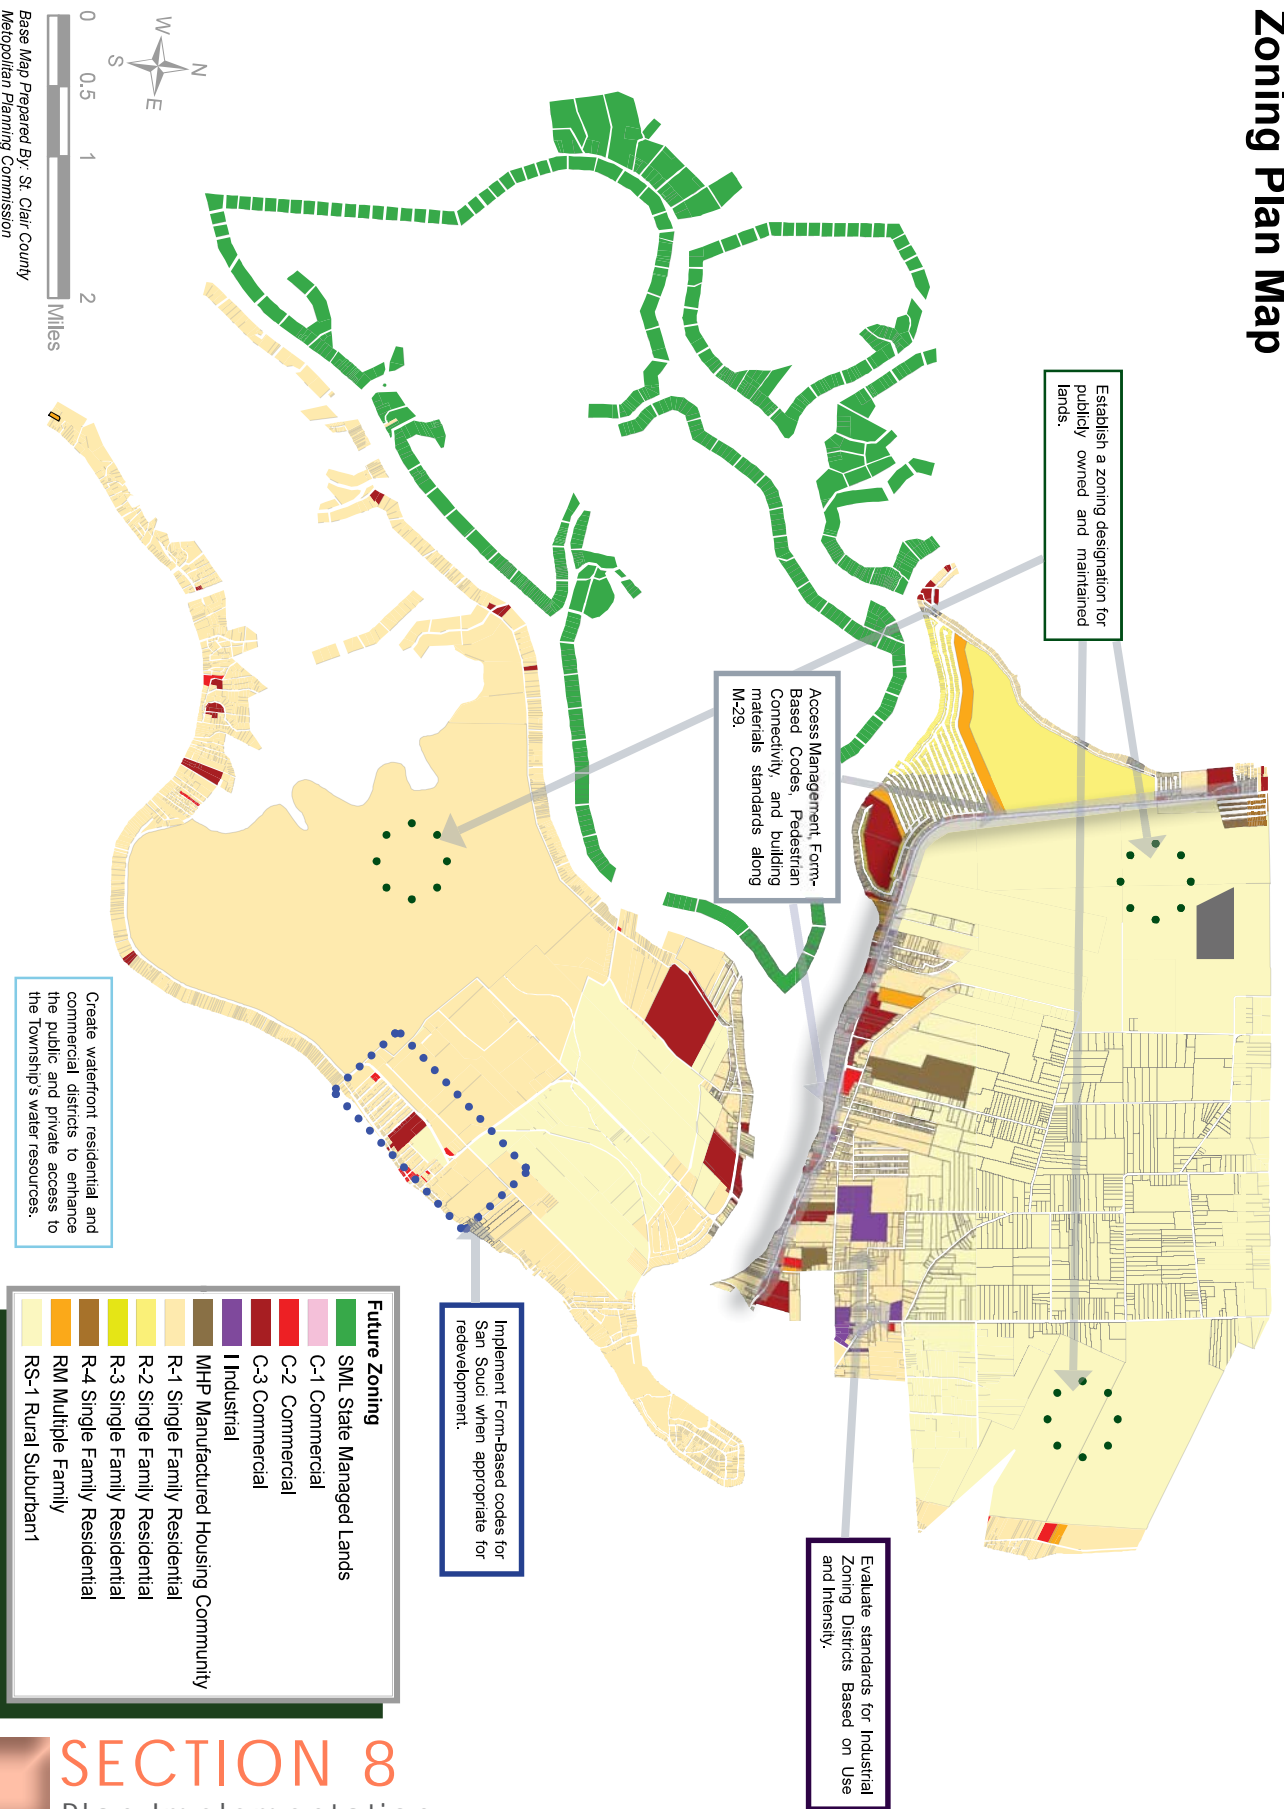 Zoning Plan Map
Establish a zoning designation for
publicly owned and maintained
lands.
Access Management, Form-
Based Codes, Pedestrian
Connectivity, and building
materials standards along
M-29.
Evaluate standards for Industrial
Zoning Districts Based on Use
and Intensity.
Implement Form-Based codes for
San Souci when appropriate for
redevelopment.
Create waterfront residential and
commercial districts to enhance
the public and private access to
the Township's water resources.
Future Zoning
SML State Managed Lands
C-1 Commercial
C-2 Commercial
C-3 Commercial
I Industrial
MHP Manufactured Housing Community
R-1 Single Family Residential
R-2 Single Family Residential
R-3 Single Family Residential
R-4 Single Family Residential
RM Multiple Family
RS-1 Rural Suburban1
N
W
E
S
0 0.5 1 2
Miles
Base Map Prepared By: St. Clair County
Metopolitan Planning Commission
SECTION 8
Plan Implementation